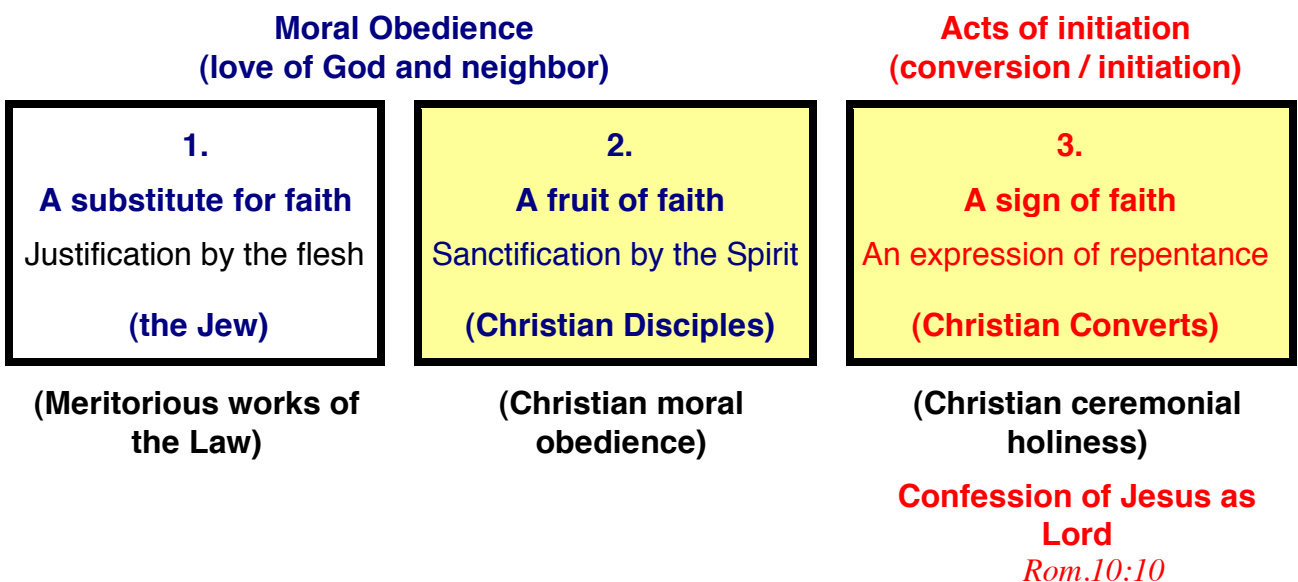 Moral Obedience
(love of God and neighbor)
Acts of initiation
(conversion / initiation)
1.
A substitute for faith
Justification by the flesh
(the Jew)
(Meritorious works of
the Law)
2.
A fruit of faith
Sanctification by the Spirit
(Christian Disciples)
(Christian moral
obedience)
3.
A sign of faith
An expression of repentance
(Christian Converts)
(Christian ceremonial
holiness)
Confession of Jesus as
Lord
Rom.10:10